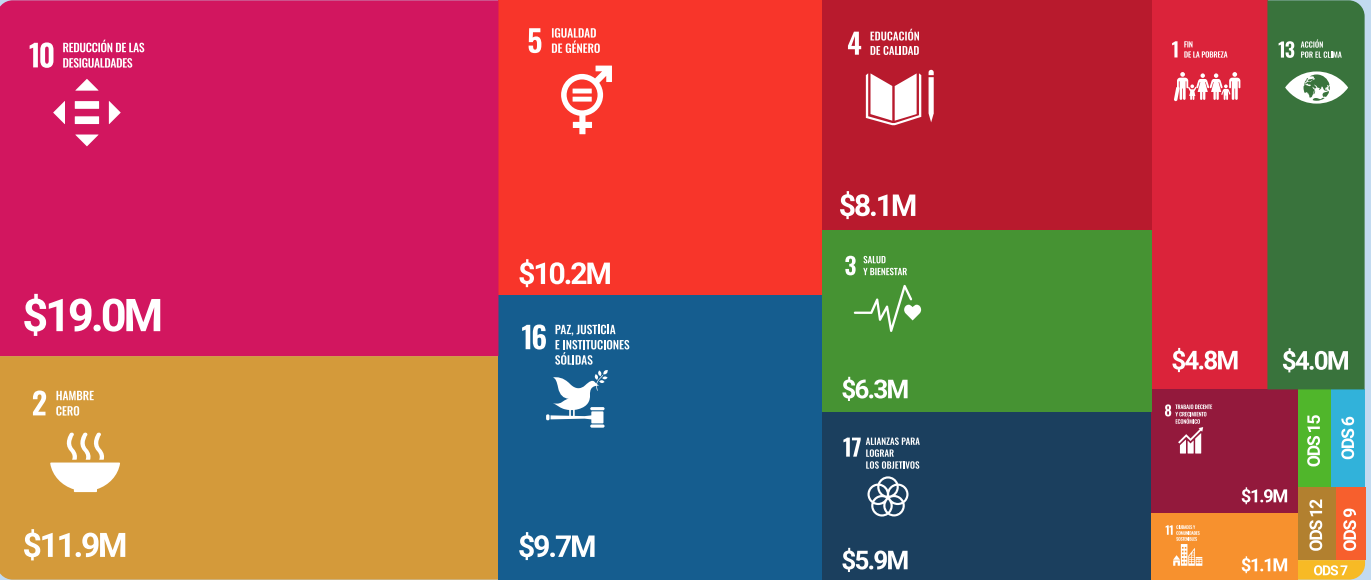 10 REDUCCIÓN DE LAS
DESIGUALDADES
$19.0M
2 HAMBRE
CERO
$11.9M
5 IGUALDAD
DE GÉNERO
$10.2M
16 PAZ, JUSTICIA
E INSTITUCIONES
SÓLIDAS
$9.7M
4 EDUCACIÓN
DE CALIDAD
$8.1M
3 SALUD
Y BIENESTAR
$6.3M
17 ALIANZAS PARA
LOGRAR
LOS OBJETIVOS
$5.9M
1 FIN
DE LA POBREZA
$4.8M
13 ACCIÓN
POR EL CLIMA
$4.0M
8 TRABAJO DECENTE
Y CRECIMIENTO
ECONÓMICO
$1.9M
11 CIUDADES Y
COMUNIDADES
SOSTENIBLES
$1.1M
ODS 15
ODS 6
ODS 12
ODS 9
ODS 7